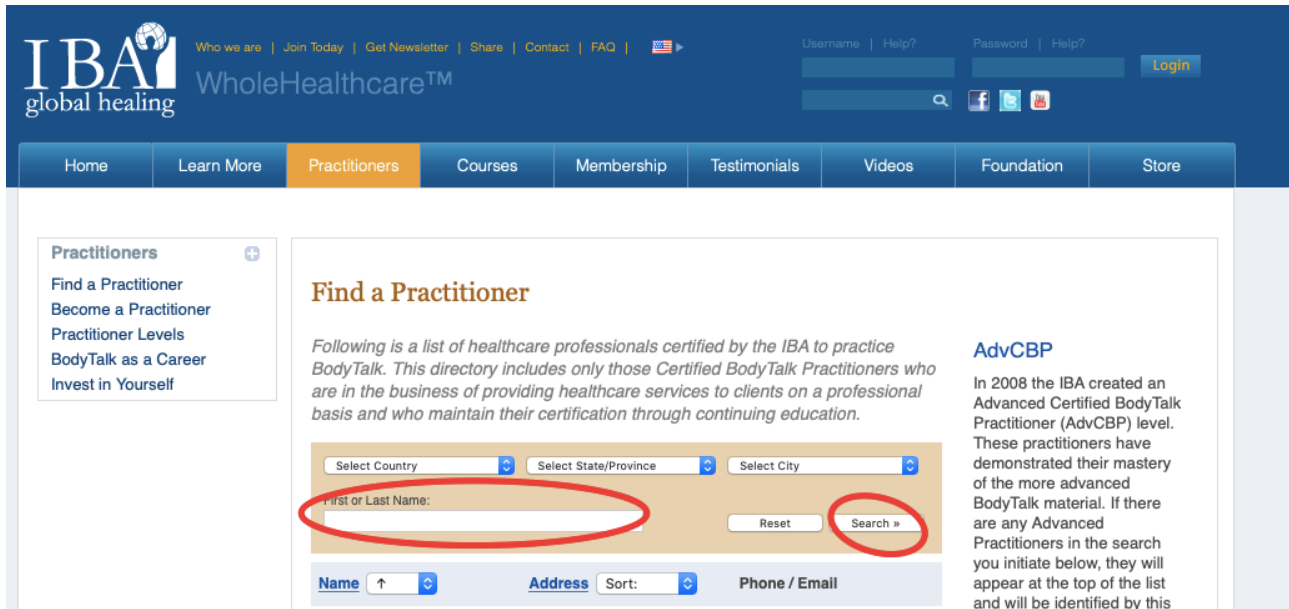 IBA
global healing
Who we are | Join Today | Get Newsletter | Share | Contact | FAQ |
WholeHealthcare™
Username | Help?
Password | Help?
Login
Home
Learn More
Practitioners
Courses
Membership
Testimonials
Videos
Foundation
Store
Practitioners
Find a Practitioner
Become a Practitioner
Practitioner Levels
BodyTalk as a Career
Invest in Yourself
Find a Practitioner
Following is a list of healthcare professionals certified by the IBA to practice
BodyTalk. This directory includes only those Certified BodyTalk Practitioners who
are in the business of providing healthcare services to clients on a professional
basis and who maintain their certification through continuing education.
Select Country
Select State/Province
Select City
First or Last Name:
Reset
Search »
Name ↑
Address Sort:
Phone / Email
AdvCBP
In 2008 the IBA created an
Advanced Certified BodyTalk
Practitioner (AdvCBP) level.
These practitioners have
demonstrated their mastery
of the more advanced
BodyTalk material. If there
are any Advanced
Practitioners in the search
you initiate below, they will
appear at the top of the list
and will be identified by this